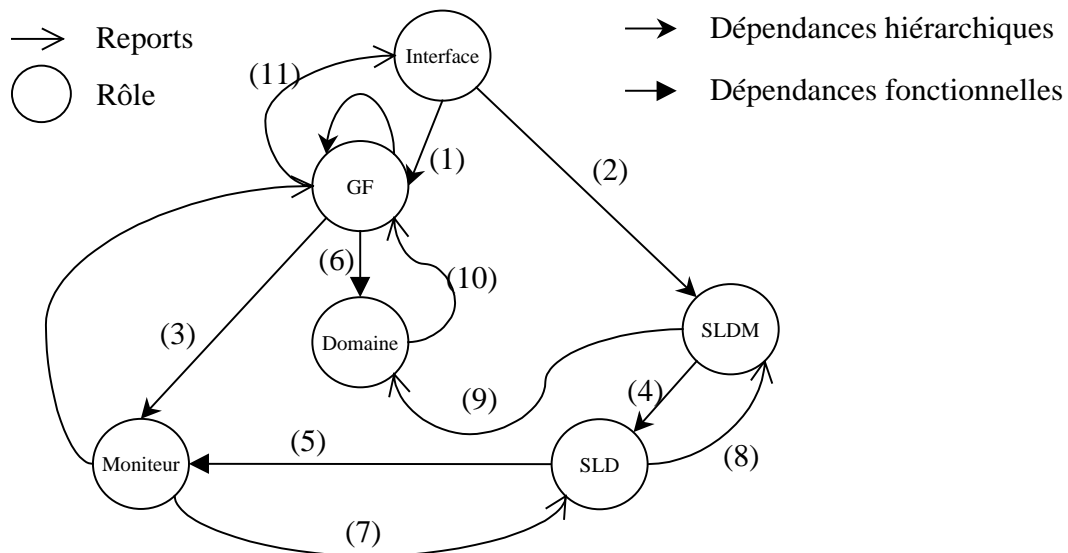 Reports
Rôle
Dépendances hiérarchiques
Dépendances fonctionnelles
Interface
(11)
(1)
(2)
GF
(6)
(10)
(3)
Domaine
SLDM
(9)
(4)
(5)
Moniteur
SLD
(8)
(7)